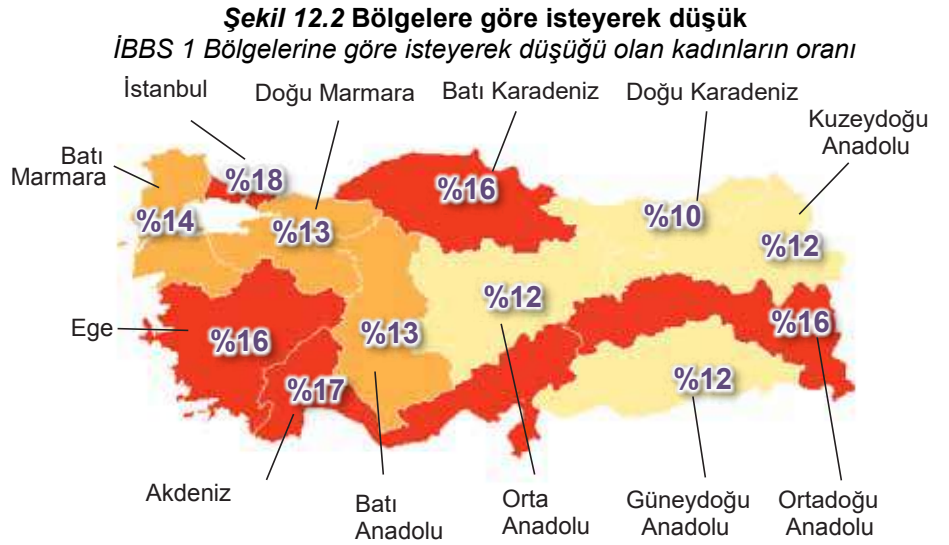 Şekil 12.2 Bölgelere göre isteyerek düşük
İBBS 1 Bölgelerine göre isteyerek düşüğü olan kadınların oranı
İstanbul
Doğu Marmara
Batı Karadeniz
Doğu Karadeniz
Kuzeydoğu
Anadolu
Batı
Marmara
%18
%16
%14
%13
%10
%12
%12
Ege
%16
%13
%16
%17
%12
Akdeniz
Batı
Anadolu
Orta
Anadolu
Güneydoğu
Anadolu
Ortadoğu
Anadolu